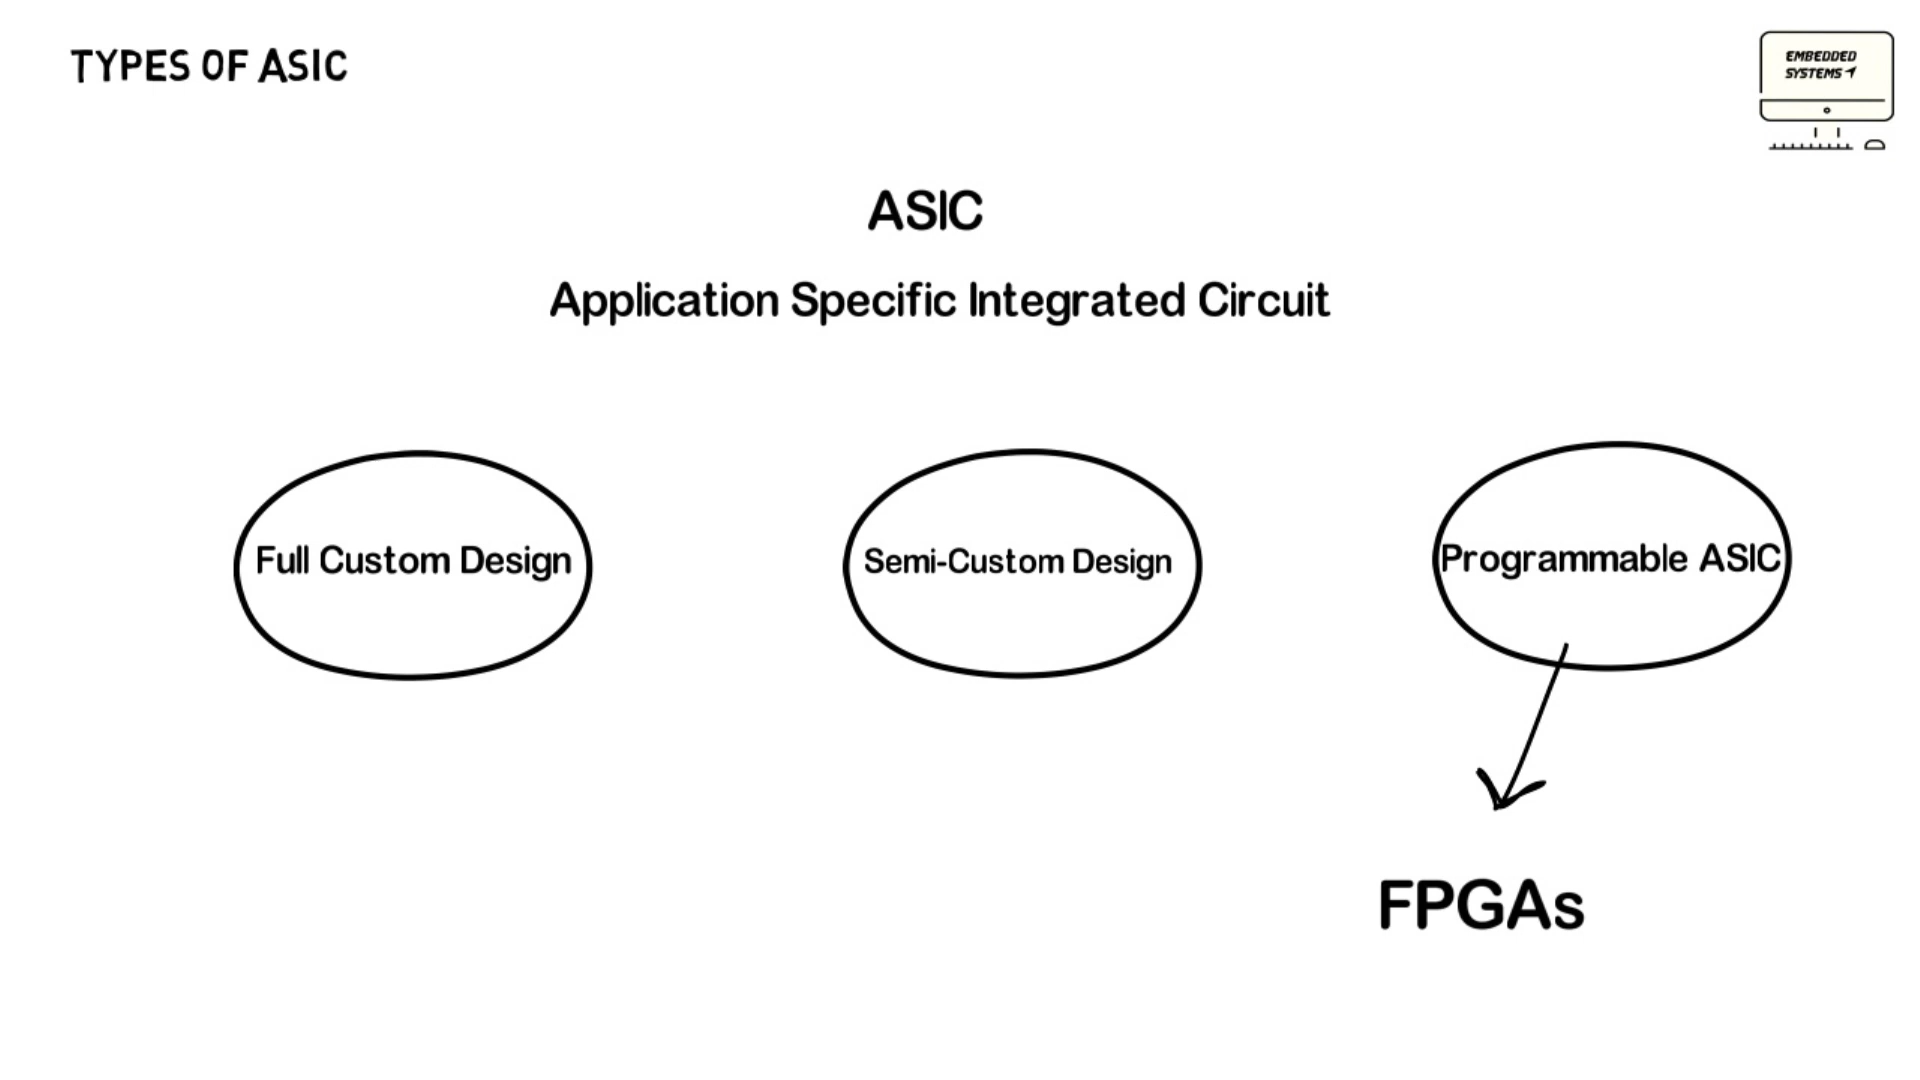 TYPES OF ASIC
EMBEDDED
SYSTEMS
ASIC
Application Specific Integrated Circuit
Full Custom Design
Semi-Custom Design
Programmable ASIC
FPGAs